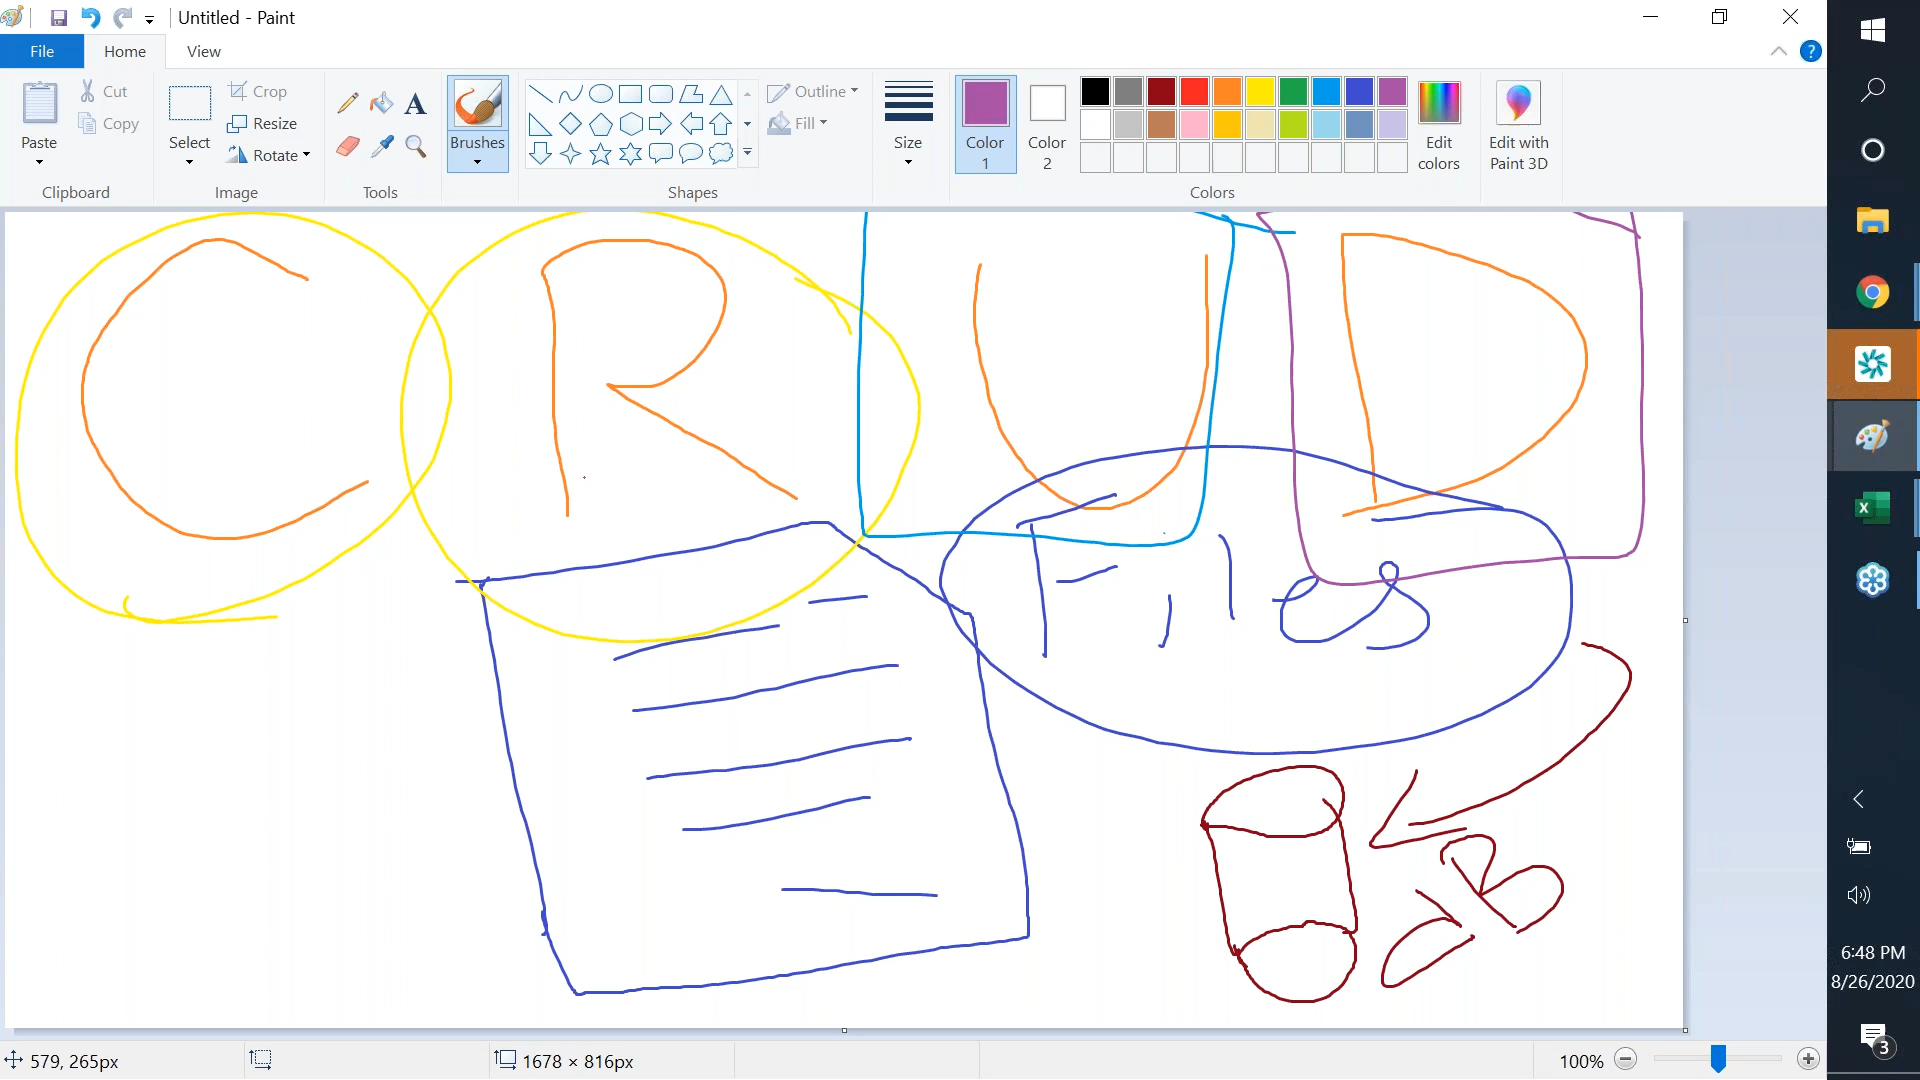 Untitled - Paint
File Home View
Paste
Cut
Copy
Clipboard
Select
Crop
Resize
Rotate
Image
A
Tools
Brushes
Shapes
Outline
Fill
Size
Color 1
Color 2
Colors
Edit colors
Edit with Paint 3D
?
C R U D
Files
DB
X
6:48 PM
8/26/2020
3
579, 265px
1678 × 816px
100%